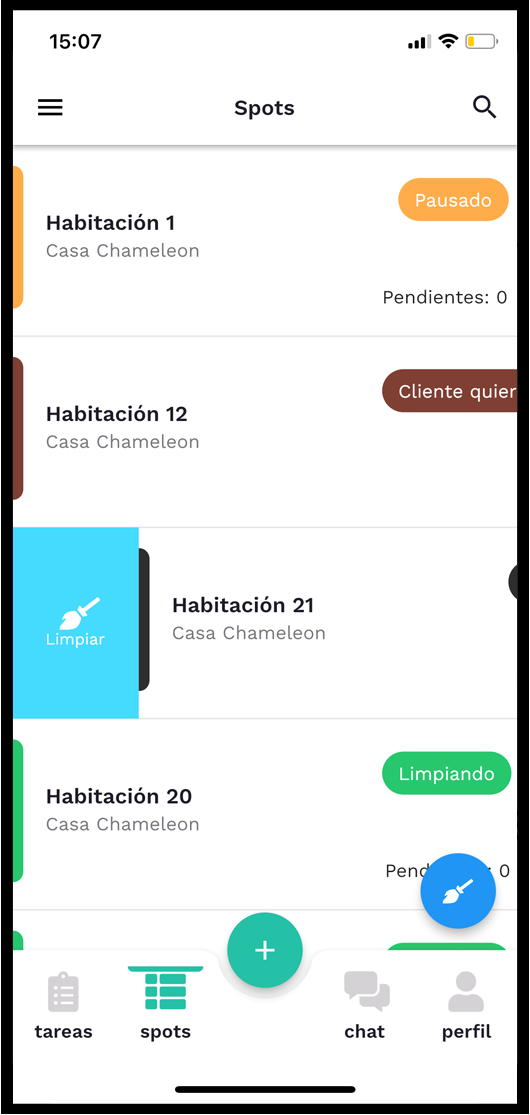 15:07
Spots
Pausado
Habitación 1
Casa Chameleon
Pendientes: 0
Cliente quier
Habitación 12
Casa Chameleon
Limpiar
Habitación 21
Casa Chameleon
Limpiando
Habitación 20
Casa Chameleon
Pend : 0
tareas
spots
chat
perfil